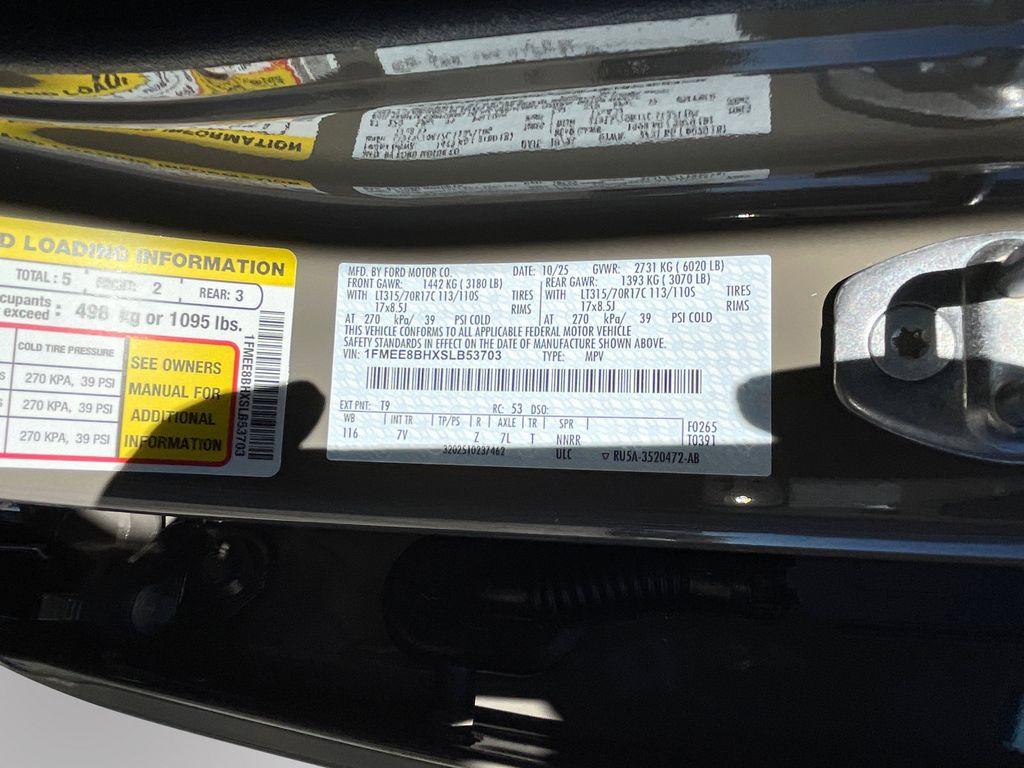 D LOADING INFORMATION
TOTAL: 5 2 REAR: 3
cupants
exceed : 498 kg or 1095 lbs.
COLD TIRE PRESSURE
270 KPA, 39 PSI
270 KPA, 39 PSI
270 KPA, 39 PSI
SEE OWNERS
MANUAL FOR
ADDITIONAL
INFORMATION
1FMEE8BHXSLB53703
MFD. BY FORD MOTOR CO. DATE: 10/25 GVWR: 2731 KG ( 6020 LB)
FRONT GAWR: 1442 KG ( 3180 LB) REAR GAWR: 1393 KG ( 3070 LB)
WITH LT315/70R17C 113/110S TIRES WITH LT315/70R17C 113/110S TIRES
17x8.5J RIMS 17x8.5J RIMS
AT 270 kPa/ 39 PSI COLD AT 270 kPa/ 39 PSI COLD
THIS VEHICLE CONFORMS TO ALL APPLICABLE FEDERAL MOTOR VEHICLE
SAFETY STANDARDS IN EFFECT ON THE DATE OF MANUFACTURE SHOWN ABOVE.
VIN: 1FMEE8BHXSLB53703 TYPE: MPV
EXT PNT: T9 RC: 53 DSO:
WB INT TR TP/PS R AXLE TR SPR F0265
116 7V Z 7L T NNRR T0391
3202510237462 ULC ▽ RU5A-3520472-AB